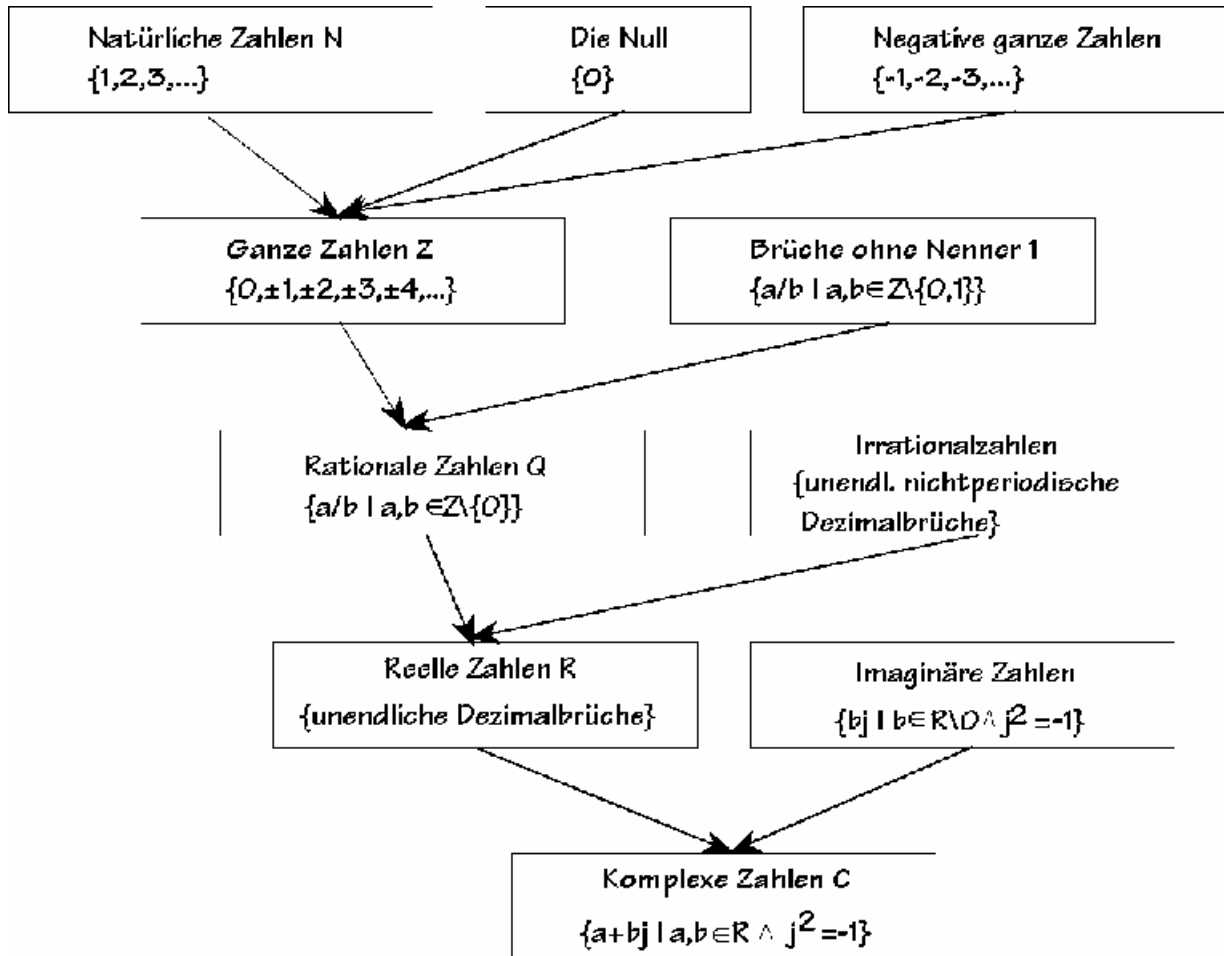 Natürliche Zahlen N
{1,2,3,...}
Die Null
{0}
Negative ganze Zahlen
{-1,-2,-3,...}
Ganze Zahlen Z
{0,±1,±2,±3,±4,...}
Brüche ohne Nenner 1
{a/b | a,b∈Z\{0,1}}
Rationale Zahlen Q
{a/b | a,b ∈Z\{0}}
Irrationalzahlen
{unendl. nichtperiodische
Dezimalbrüche}
Reelle Zahlen R
{unendliche Dezimalbrüche}
Imaginäre Zahlen
{bj | b∈R\0 ∧ j²=-1}
Komplexe Zahlen C
{a+bj | a,b∈R ∧ j²=-1}